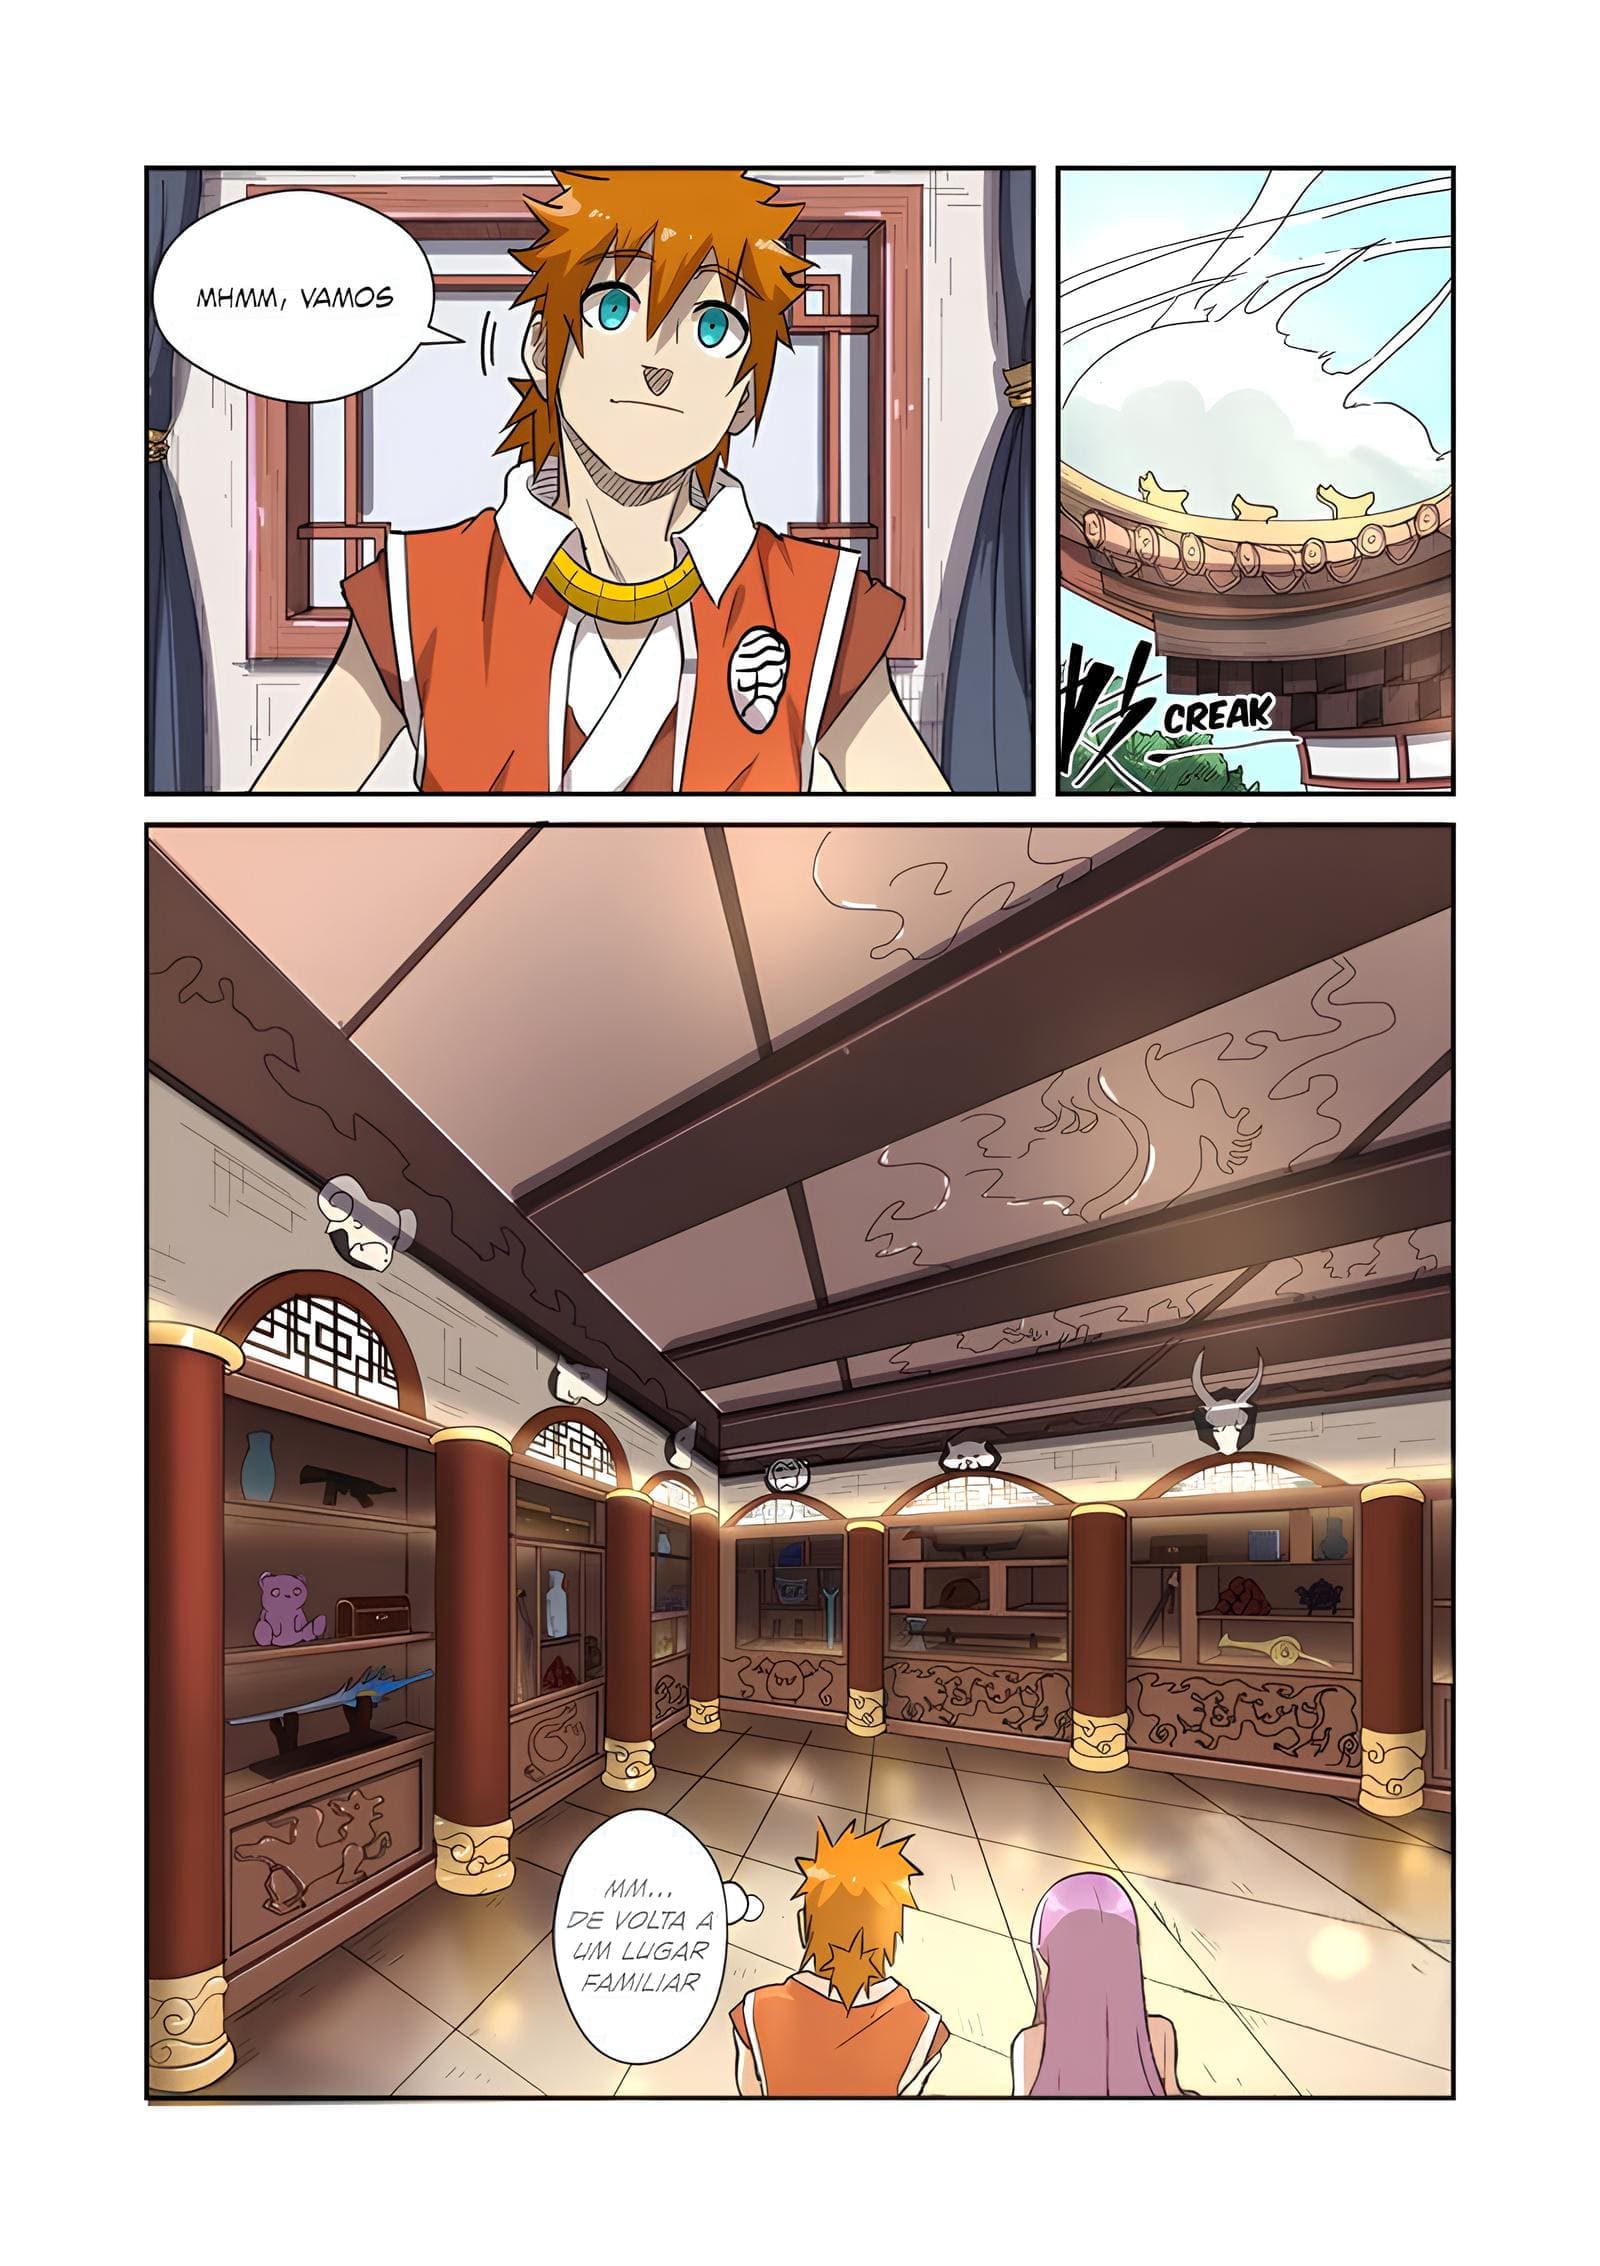 MHMM, VAMOS
CREAK
MM...
DE VOLTA A
UM LUGAR
FAMILIAR